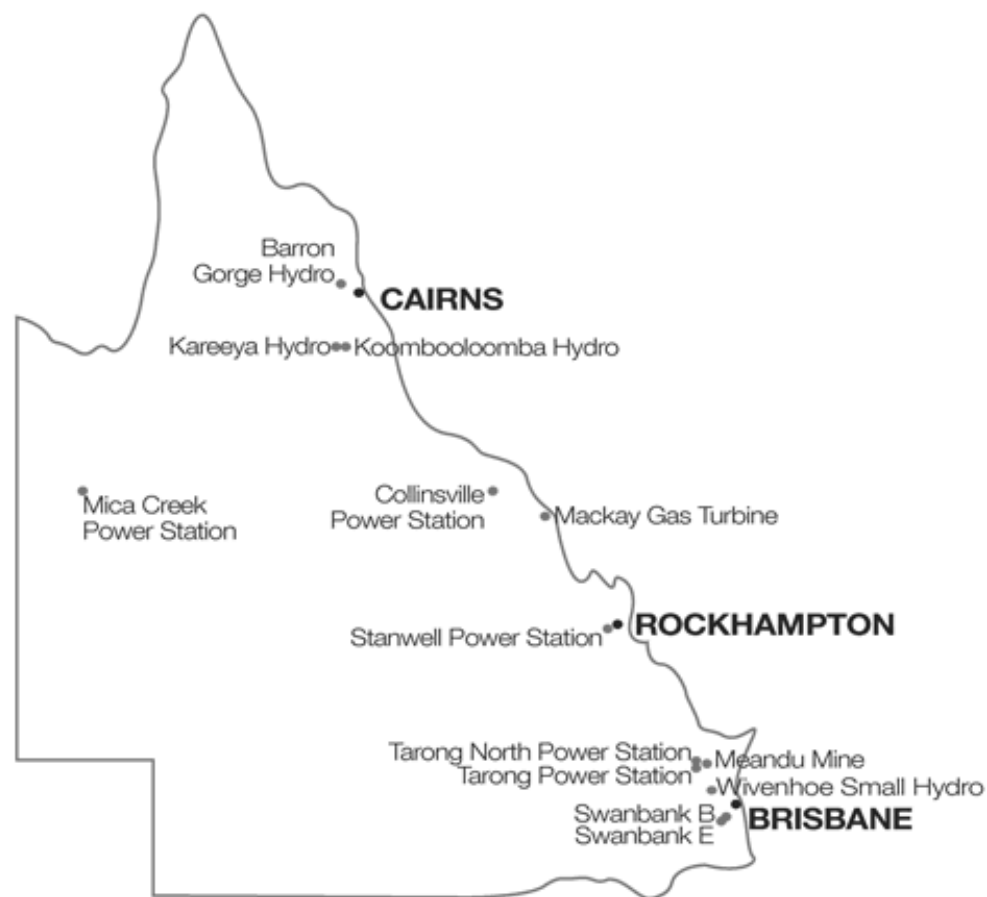 Barron
Gorge Hydro
CAIRNS
Kareeya Hydro
Koombooloomba Hydro
Mica Creek
Power Station
Collinsville
Power Station
Mackay Gas Turbine
Stanwell Power Station
ROCKHAMPTON
Tarong North Power Station
Meandu Mine
Tarong Power Station
Wivenhoe Small Hydro
Swanbank B
BRISBANE
Swanbank E